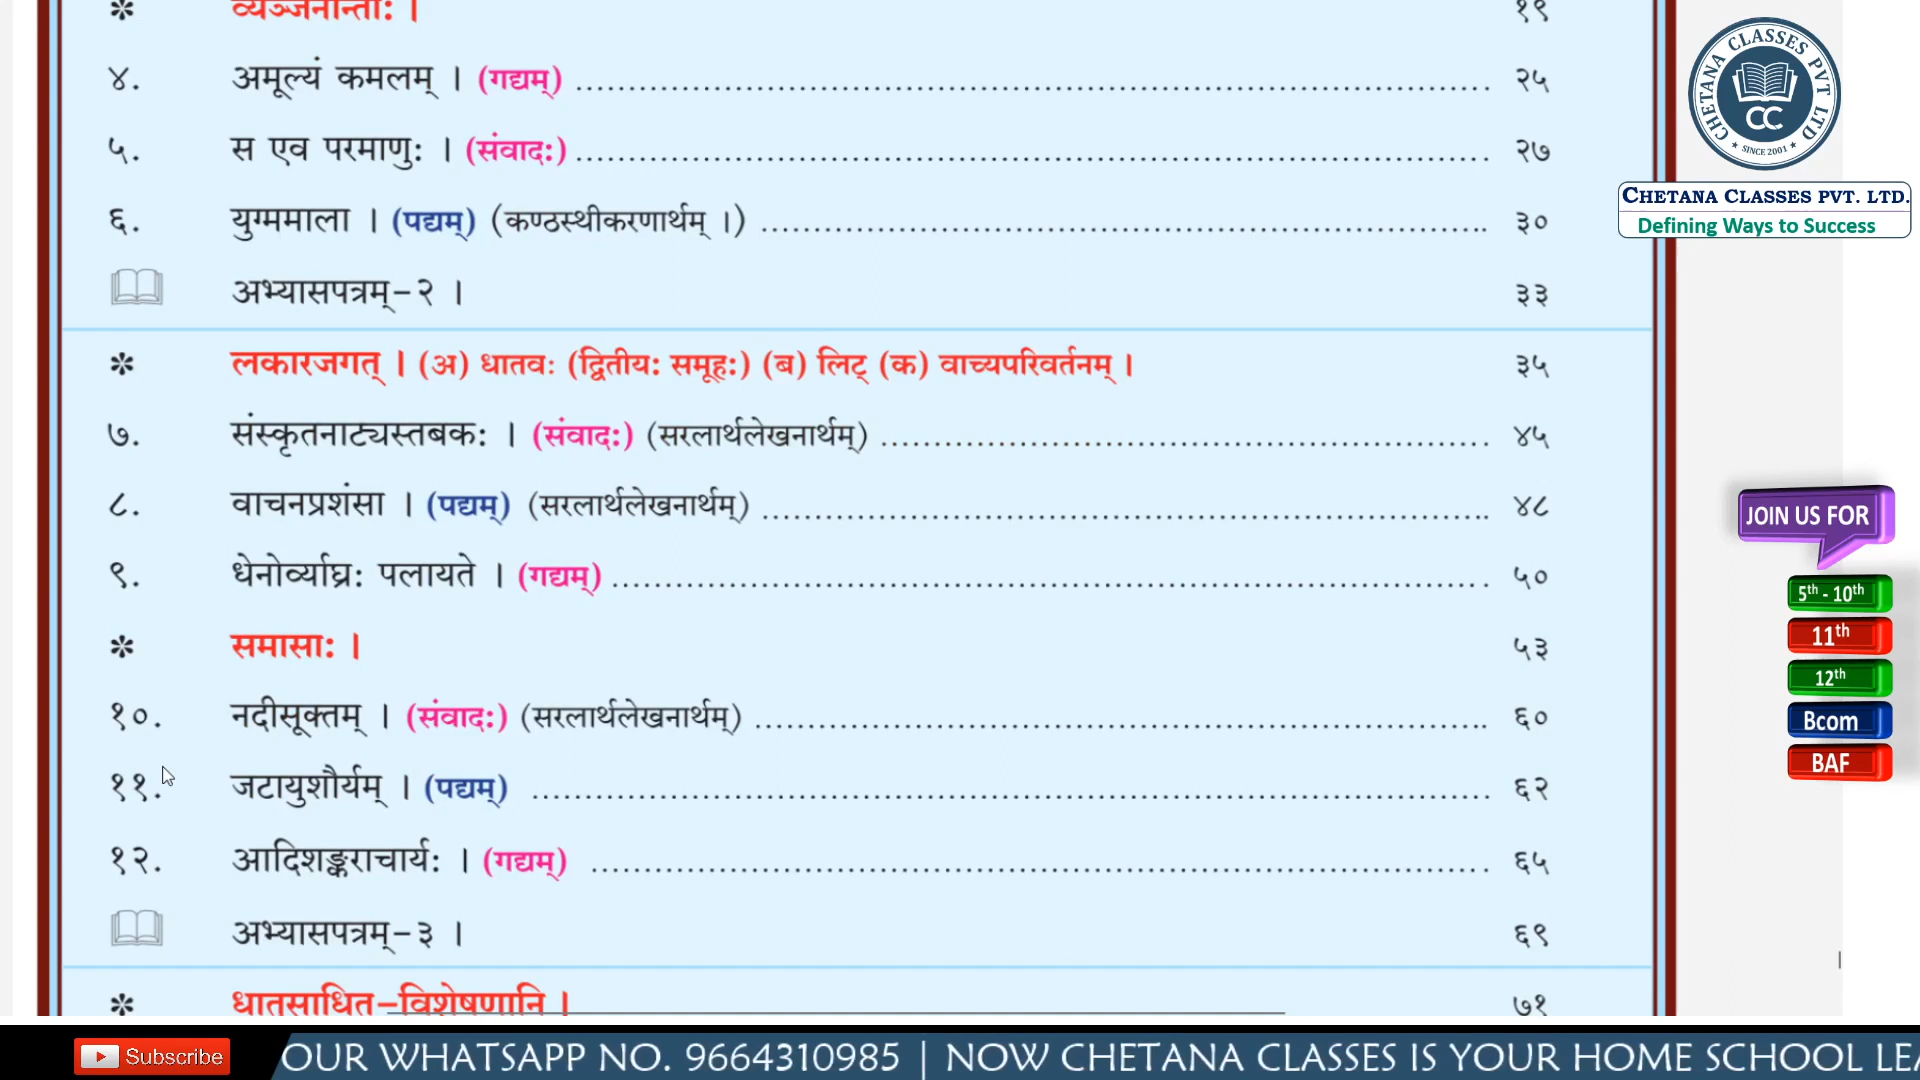 * व्यञ्जनान्ताः । १९
४. अमूल्यं कमलम् । (गद्यम्) २५
५. स एव परमाणुः । (संवादः) २७
६. युग्ममाला । (पद्यम्) (कण्ठस्थीकरणार्थम् ।) ३०
अभ्यासपत्रम्-२ । ३३
* लकारजगत् । (अ) धातवः (द्वितीयः समूहः) (ब) लिट् (क) वाच्यपरिवर्तनम् । ३५
७. संस्कृतनाट्यस्तबकः । (संवादः) (सरलार्थलेखनार्थम्) ४५
८. वाचनप्रशंसा । (पद्यम्) (सरलार्थलेखनार्थम्) ४८
९. धेनोर्व्याघ्रः पलायते । (गद्यम्) ५०
* समासाः । ५३
१०. नदीसूक्तम् । (संवादः) (सरलार्थलेखनार्थम्) ६०
११. जटायुशौर्यम् । (पद्यम्) ६२
१२. आदिशङ्कराचार्यः । (गद्यम्) ६५
अभ्यासपत्रम्-३ । ६९
* धातुसाधित-विशेषणानि । ७१
CHETANA CLASSES PVT LTD
CC
SINCE 2001
CHETANA CLASSES PVT. LTD.
Defining Ways to Success
JOIN US FOR
5th - 10th
11th
12th
Bcom
BAF
Subscribe
OUR WHATSAPP NO. 9664310985 | NOW CHETANA CLASSES IS YOUR HOME SCHOOL LEA